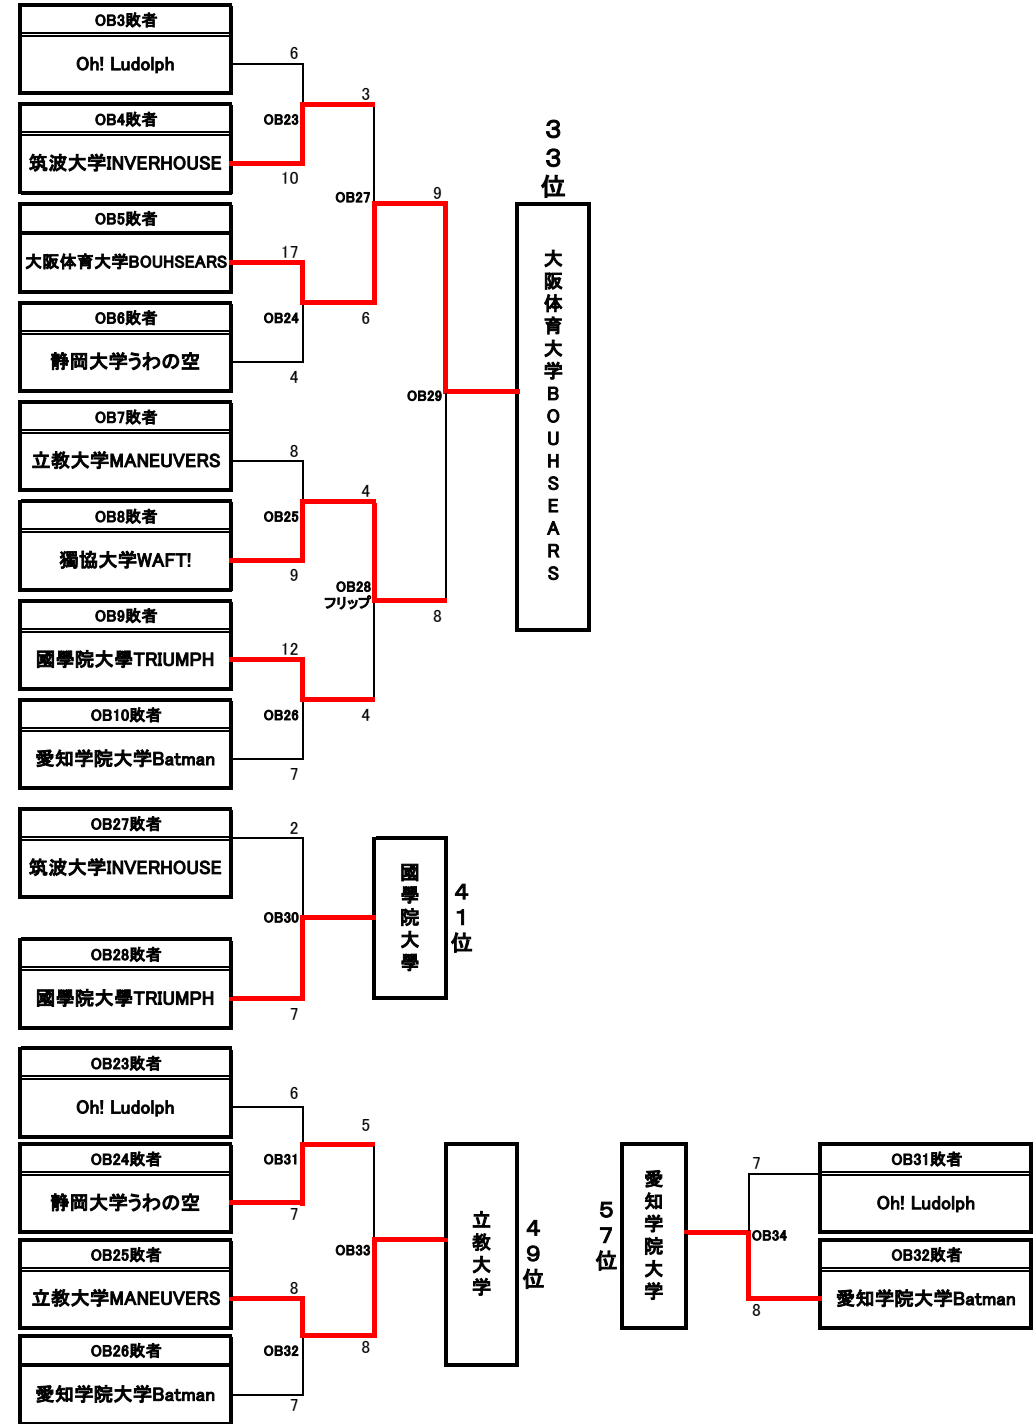 OB3敗者
Oh! Ludolph
6
3
OB23
OB4敗者
筑波大学INVERHOUSE
10
OB27
9
OB5敗者
大阪体育大学BOUHSEARS
17
6
OB24
OB6敗者
静岡大学うわの空
4
OB29
33位
大阪体育大学BOUHSEARS
OB7敗者
立教大学MANEUVERS
8
4
OB25
OB8敗者
獨協大学WAFT!
9
OB28
フリップ
8
OB9敗者
國學院大學TRIUMPH
12
4
OB26
OB10敗者
愛知学院大学Batman
7
OB27敗者
筑波大学INVERHOUSE
2
OB30
國學院大學
41位
OB28敗者
國學院大學TRIUMPH
7
OB23敗者
Oh! Ludolph
6
5
OB31
OB24敗者
静岡大学うわの空
7
OB33
立教大学
49位
OB25敗者
立教大学MANEUVERS
8
8
OB32
OB26敗者
愛知学院大学Batman
7
57位
愛知学院大学
7
OB31敗者
Oh! Ludolph
OB34
OB32敗者
愛知学院大学Batman
8